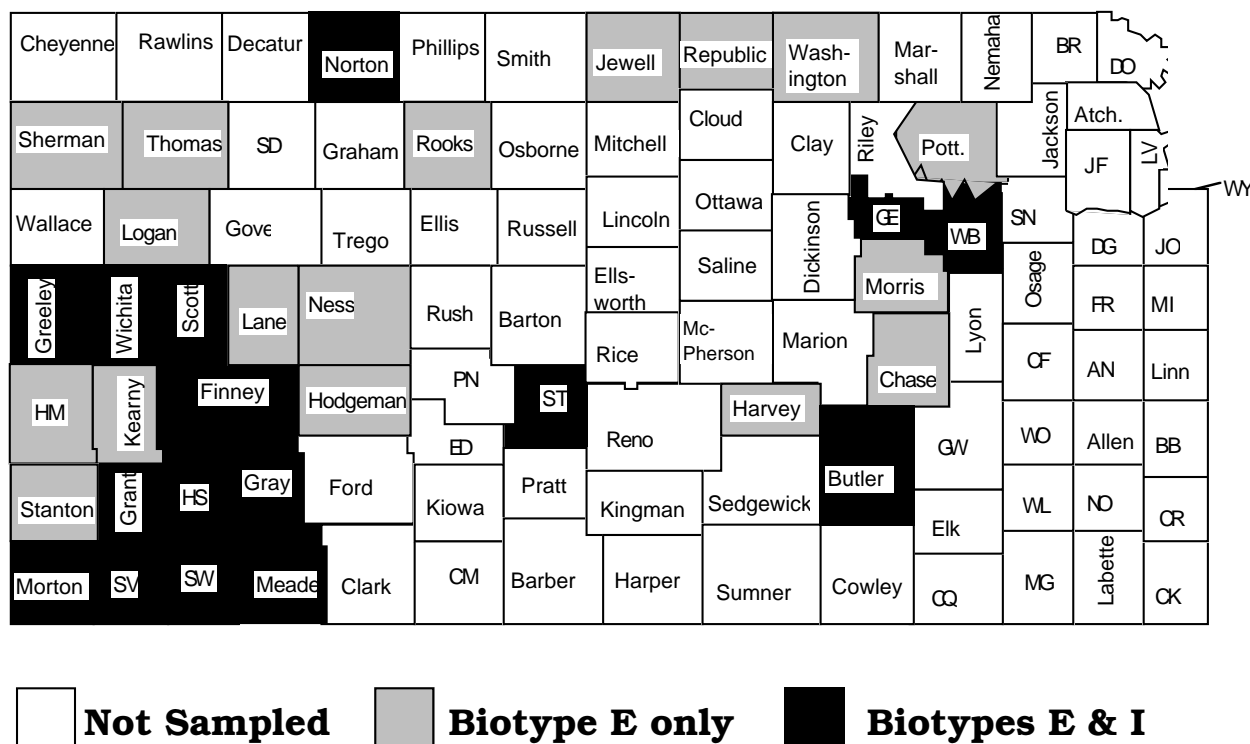 Cheyenne
Rawlins
Decatur
Norton
Phillips
Smith
Jewell
Republic
Wash-
ington
Mar-
shall
Nemaha
BR
DO
Sherman
Thomas
SD
Graham
Rooks
Osborne
Mitchell
Cloud
Clay
Riley
Pott.
Jackson
Atch.
JF
LV
WY
Wallace
Logan
Gove
Trego
Ellis
Russell
Lincoln
Ottawa
Saline
Dickinson
GE
WB
SN
DG
JO
Greeley
Wichita
Scott
Lane
Ness
Rush
Barton
Ells-
worth
Rice
Mc-
Pherson
Marion
Morris
Chase
Lyon
Osage
FR
MI
HM
Kearny
Finney
Hodgeman
PN
ST
Reno
Harvey
CF
AN
Linn
ED
Stanton
Grant
HS
Gray
Ford
Kiowa
Pratt
Kingman
Sedgewick
Butler
GW
WO
Allen
BB
Elk
WL
NO
CR
Morton
SV
SW
Meade
Clark
CM
Barber
Harper
Sumner
Cowley
CQ
MG
Labette
CK
Not Sampled
Biotype E only
Biotypes E & I